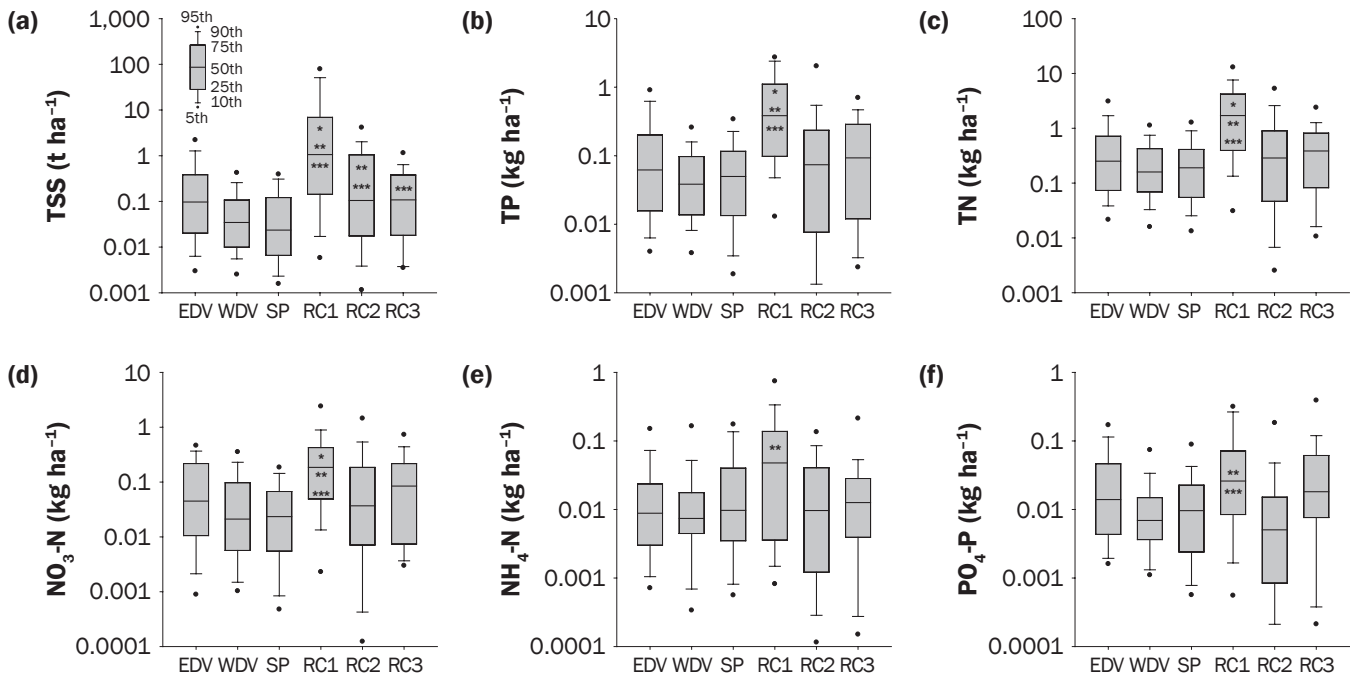 (a)
TSS (t ha⁻¹)
1,000
100
10
1
0.1
0.01
0.001
95th
90th
75th
50th
25th
10th
5th
*
**
***
**
***
***
EDV WDV SP RC1 RC2 RC3
(b)
TP (kg ha⁻¹)
10
1
0.1
0.01
0.001
*
**
***
EDV WDV SP RC1 RC2 RC3
(c)
TN (kg ha⁻¹)
100
10
1
0.1
0.01
0.001
*
**
***
EDV WDV SP RC1 RC2 RC3
(d)
NO₃-N (kg ha⁻¹)
10
1
0.1
0.01
0.001
0.0001
*
**
***
EDV WDV SP RC1 RC2 RC3
(e)
NH₄-N (kg ha⁻¹)
1
0.1
0.01
0.001
0.0001
**
EDV WDV SP RC1 RC2 RC3
(f)
PO₄-P (kg ha⁻¹)
1
0.1
0.01
0.001
0.0001
**
***
EDV WDV SP RC1 RC2 RC3